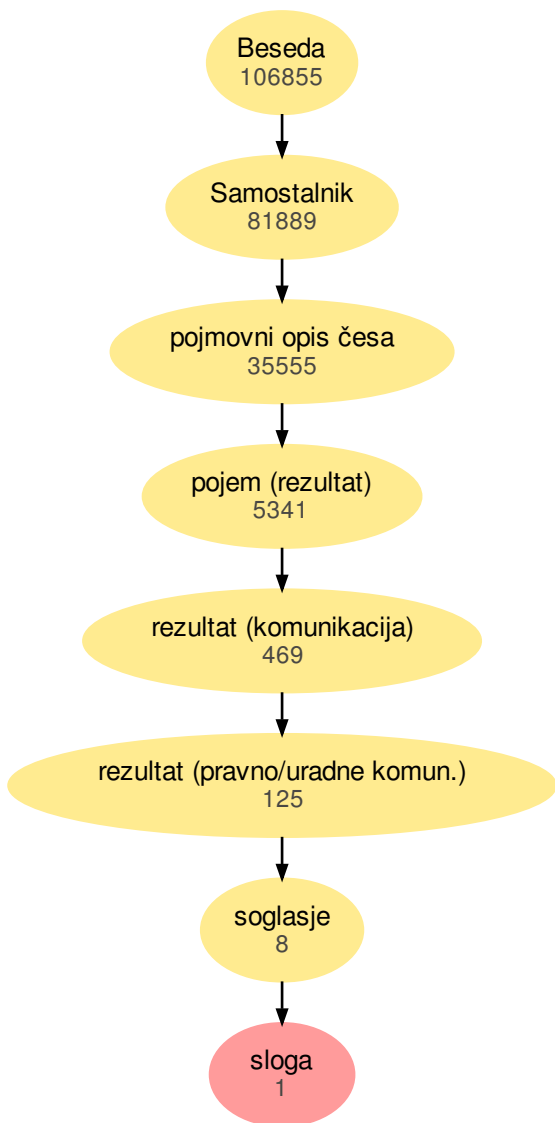 Beseda
106855
Samostalnik
81889
pojmovni opis česa
35555
pojem (rezultat)
5341
rezultat (komunikacija)
469
rezultat (pravno/uradne komun.)
125
soglasje
8
sloga
1